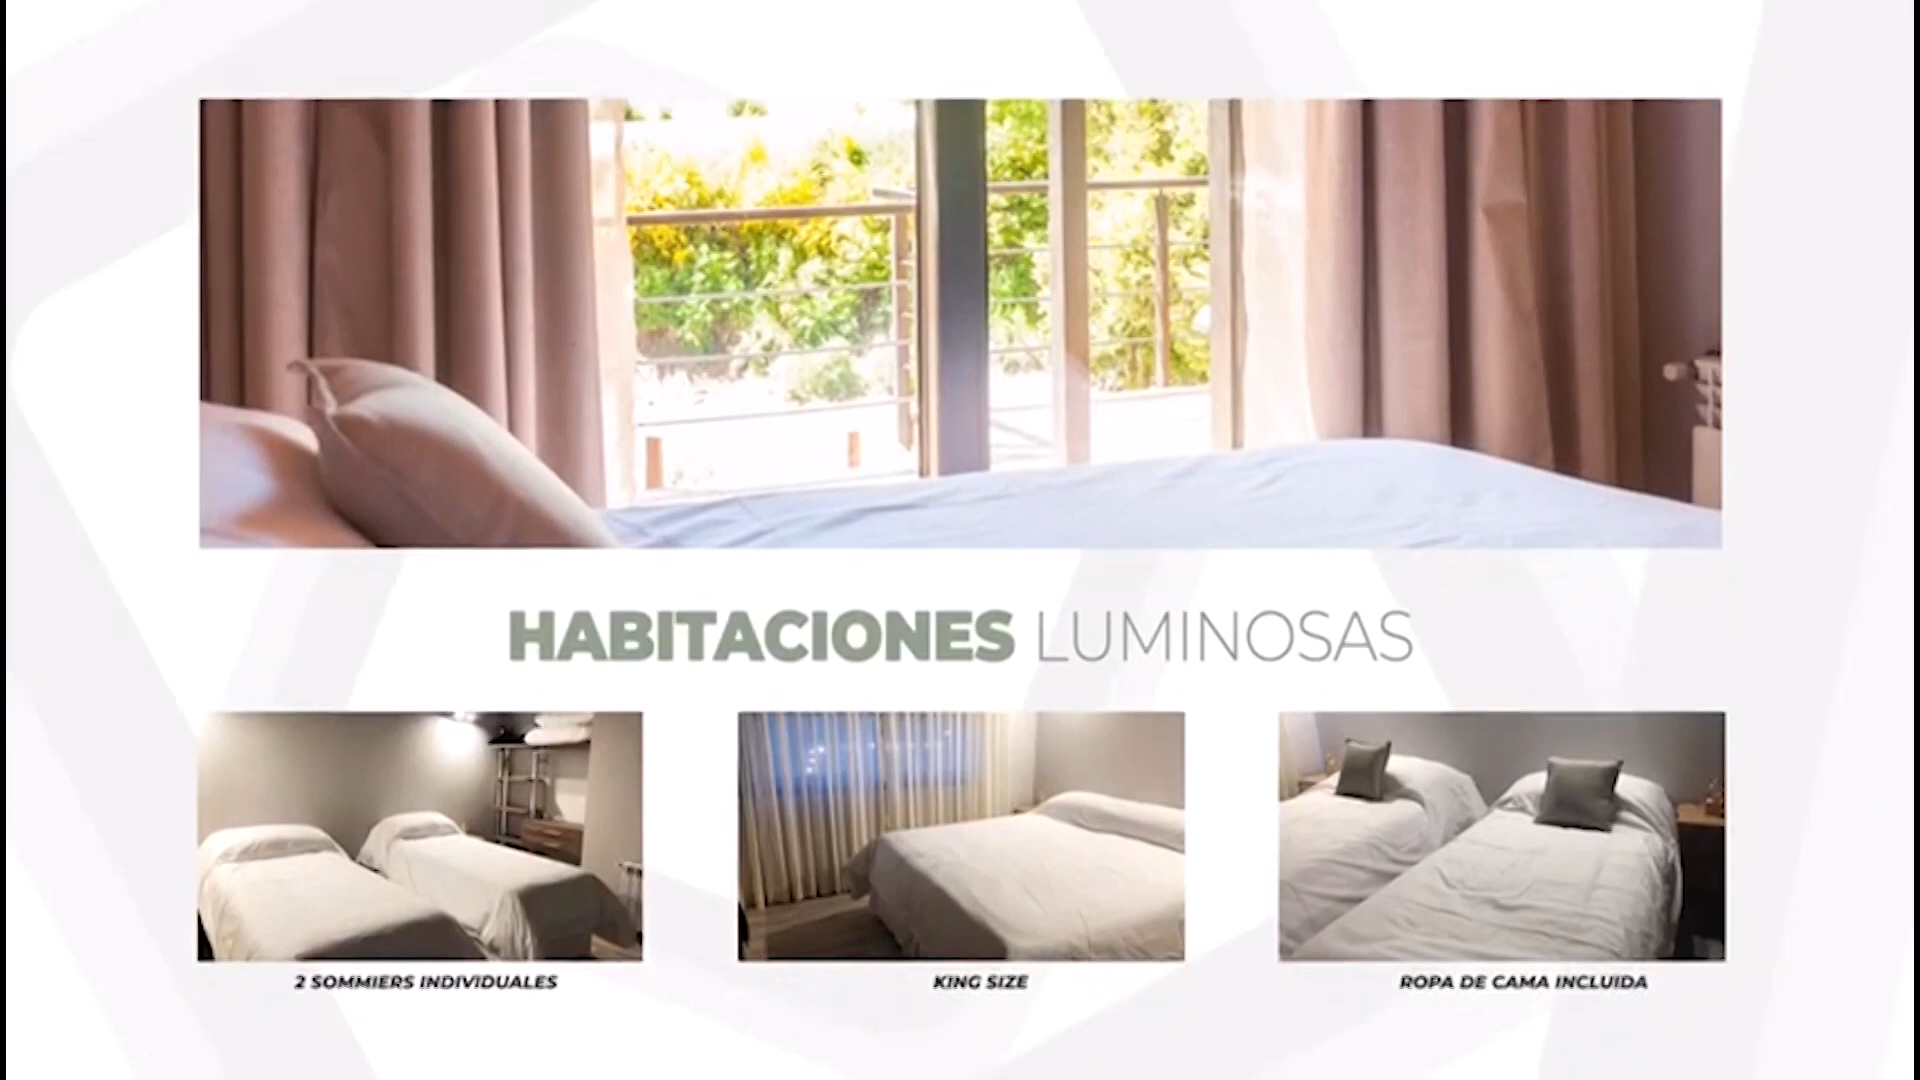 HABITACIONES LUMINOSAS
2 SOMMIERS INDIVIDUALES
KING SIZE
ROPA DE CAMA INCLUIDA